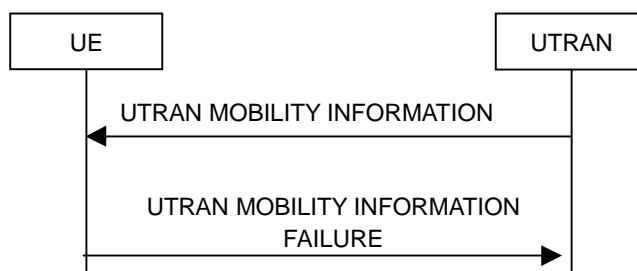 UE
UTRAN
UTRAN MOBILITY INFORMATION
UTRAN MOBILITY INFORMATION
FAILURE